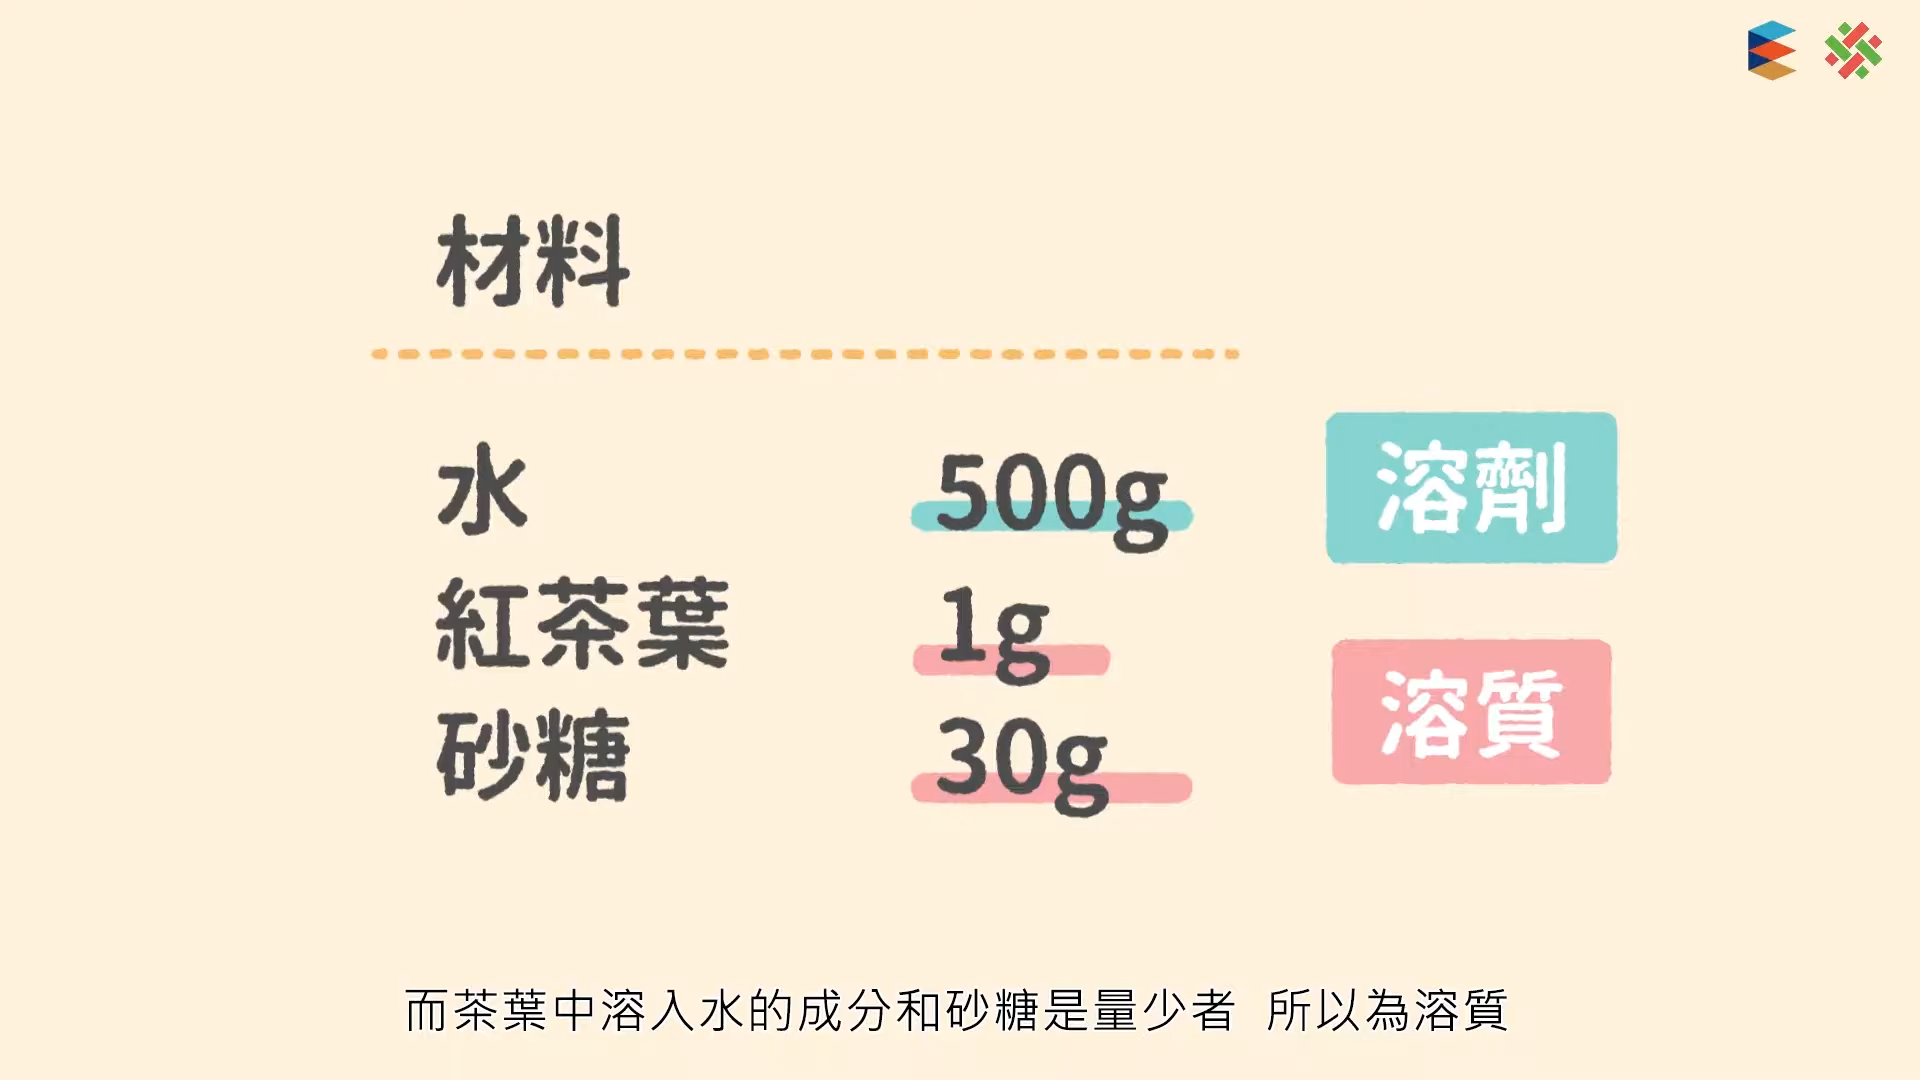 材料
水 500g 溶劑
紅茶葉 1g
溶質
砂糖 30g
而茶葉中溶入水的成分和砂糖是量少者 所以為溶質